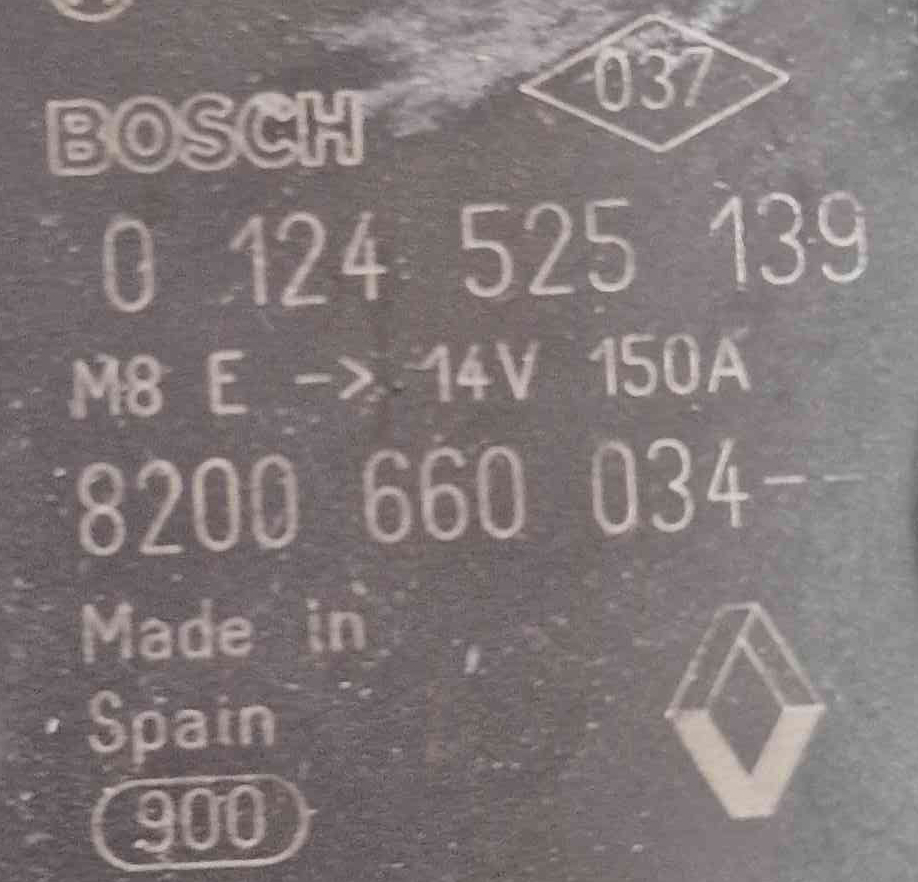 037
BOSCH
0 124 525 139
M8 E -> 14V 150A
8200 660 034--
Made in
Spain
900